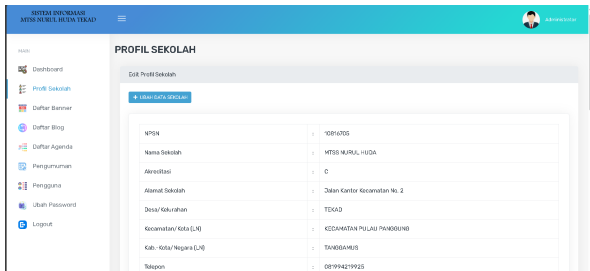 SISTEM INFORMASI
MTSS NURUL HUDA TEKAD
Administrator
MENU
Dashboard
Profil Sekolah
Daftar Banner
Daftar Blog
Daftar Agenda
Pengumuman
Pengguna
Ubah Password
Logout
PROFIL SEKOLAH
Edit Profil Sekolah
+ UBAH DATA SEKOLAH
NPSN : 10816705
Nama Sekolah : MTSS NURUL HUDA
Akreditasi : C
Alamat Sekolah : Jalan Kantor Kecamatan No. 2
Desa/Kelurahan : TEKAD
Kecamatan/Kota (LN) : KECAMATAN PULAU PANGGUNG
Kab.-Kota/Negara (LN) : TANGGAMUS
Telepon : 081994219925